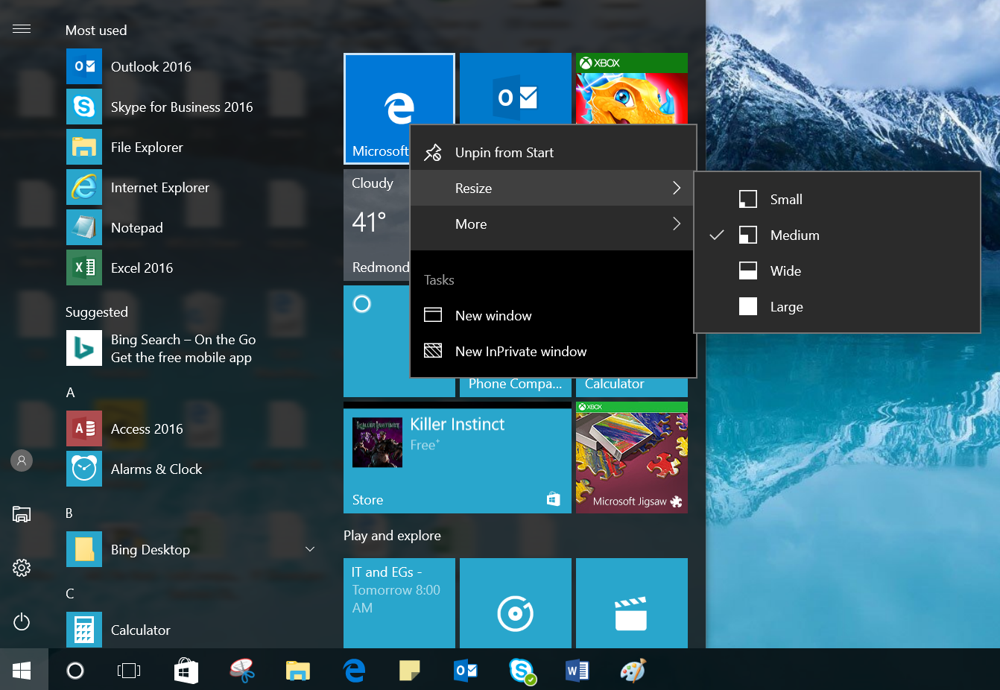 Most used
Outlook 2016
Skype for Business 2016
File Explorer
Internet Explorer
Notepad
Excel 2016
Suggested
Bing Search – On the Go
Get the free mobile app
A
Access 2016
Alarms & Clock
B
Bing Desktop
C
Calculator
Microsoft
XBOX
Cloudy
41°
Redmond
Unpin from Start
Resize
More
Tasks
New window
New InPrivate window
Small
Medium
Wide
Large
Phone Compa...
Calculator
KILLER INSTINCT
Killer Instinct
Free+
Store
XBOX
Microsoft Jigsaw
Play and explore
IT and EGs -
Tomorrow 8:00
AM